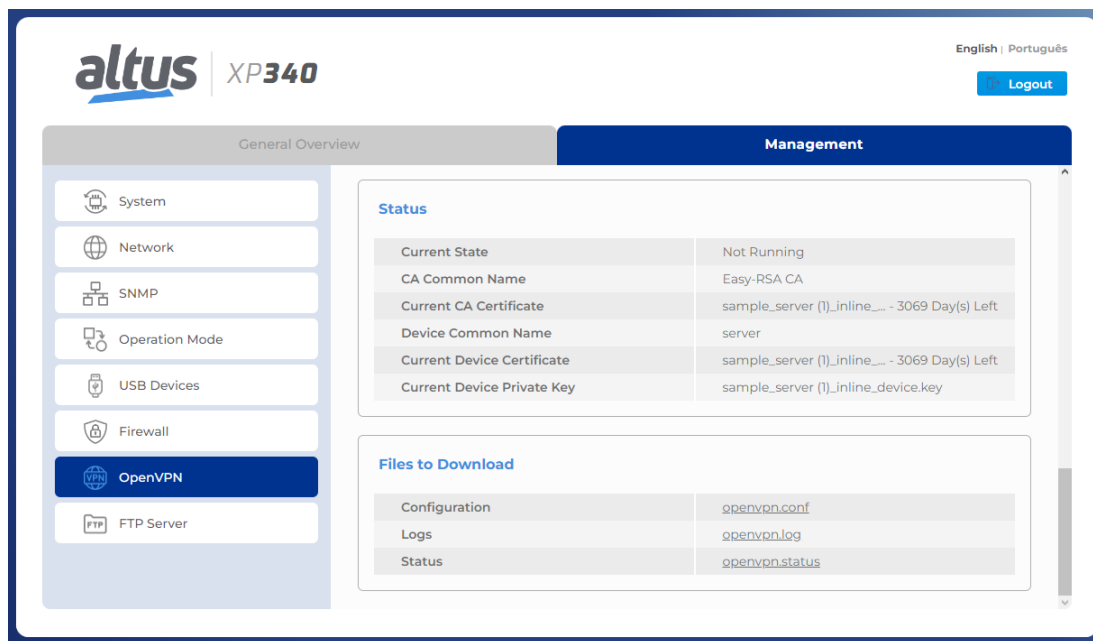 English | Português
altus XP340
Logout
General Overview
Management
System
Network
SNMP
Operation Mode
USB Devices
Firewall
VPN OpenVPN
FTP FTP Server
Status
Current State Not Running
CA Common Name Easy-RSA CA
Current CA Certificate sample_server (1)_inline_... - 3069 Day(s) Left
Device Common Name server
Current Device Certificate sample_server (1)_inline_... - 3069 Day(s) Left
Current Device Private Key sample_server (1)_inline_device.key
Files to Download
Configuration openvpn.conf
Logs openvpn.log
Status openvpn.status